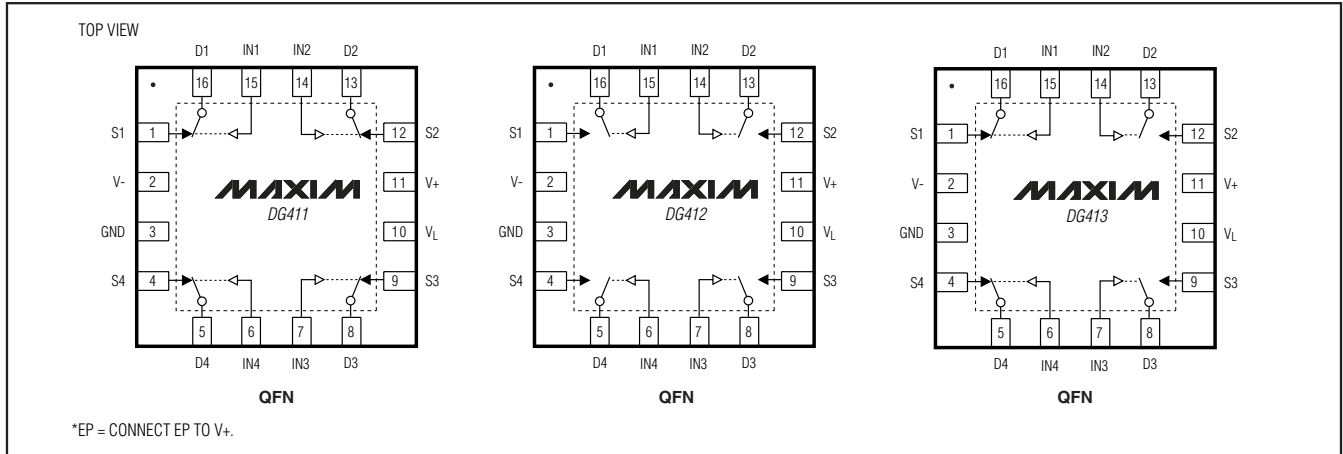 TOP VIEW
D1 IN1 IN2 D2
16 15 14 13
S1 1 12 S2
V- 2 11 V+
MAXIM
DG411
GND 3 10 VL
S4 4 9 S3
5 6 7 8
D4 IN4 IN3 D3
QFN
D1 IN1 IN2 D2
16 15 14 13
S1 1 12 S2
V- 2 11 V+
MAXIM
DG412
GND 3 10 VL
S4 4 9 S3
5 6 7 8
D4 IN4 IN3 D3
QFN
D1 IN1 IN2 D2
16 15 14 13
S1 1 12 S2
V- 2 11 V+
MAXIM
DG413
GND 3 10 VL
S4 4 9 S3
5 6 7 8
D4 IN4 IN3 D3
QFN
*EP = CONNECT EP TO V+.